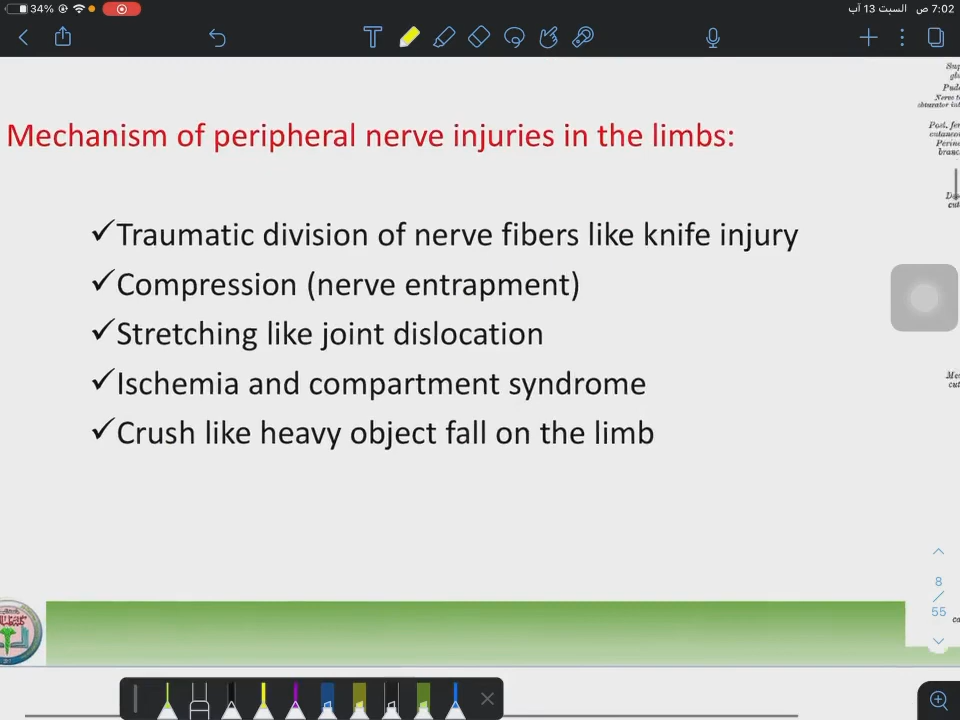 34%
7:02 ص السبت 13 آب
Mechanism of peripheral nerve injuries in the limbs:
✓Traumatic division of nerve fibers like knife injury
✓Compression (nerve entrapment)
✓Stretching like joint dislocation
✓Ischemia and compartment syndrome
✓Crush like heavy object fall on the limb
8
/
55